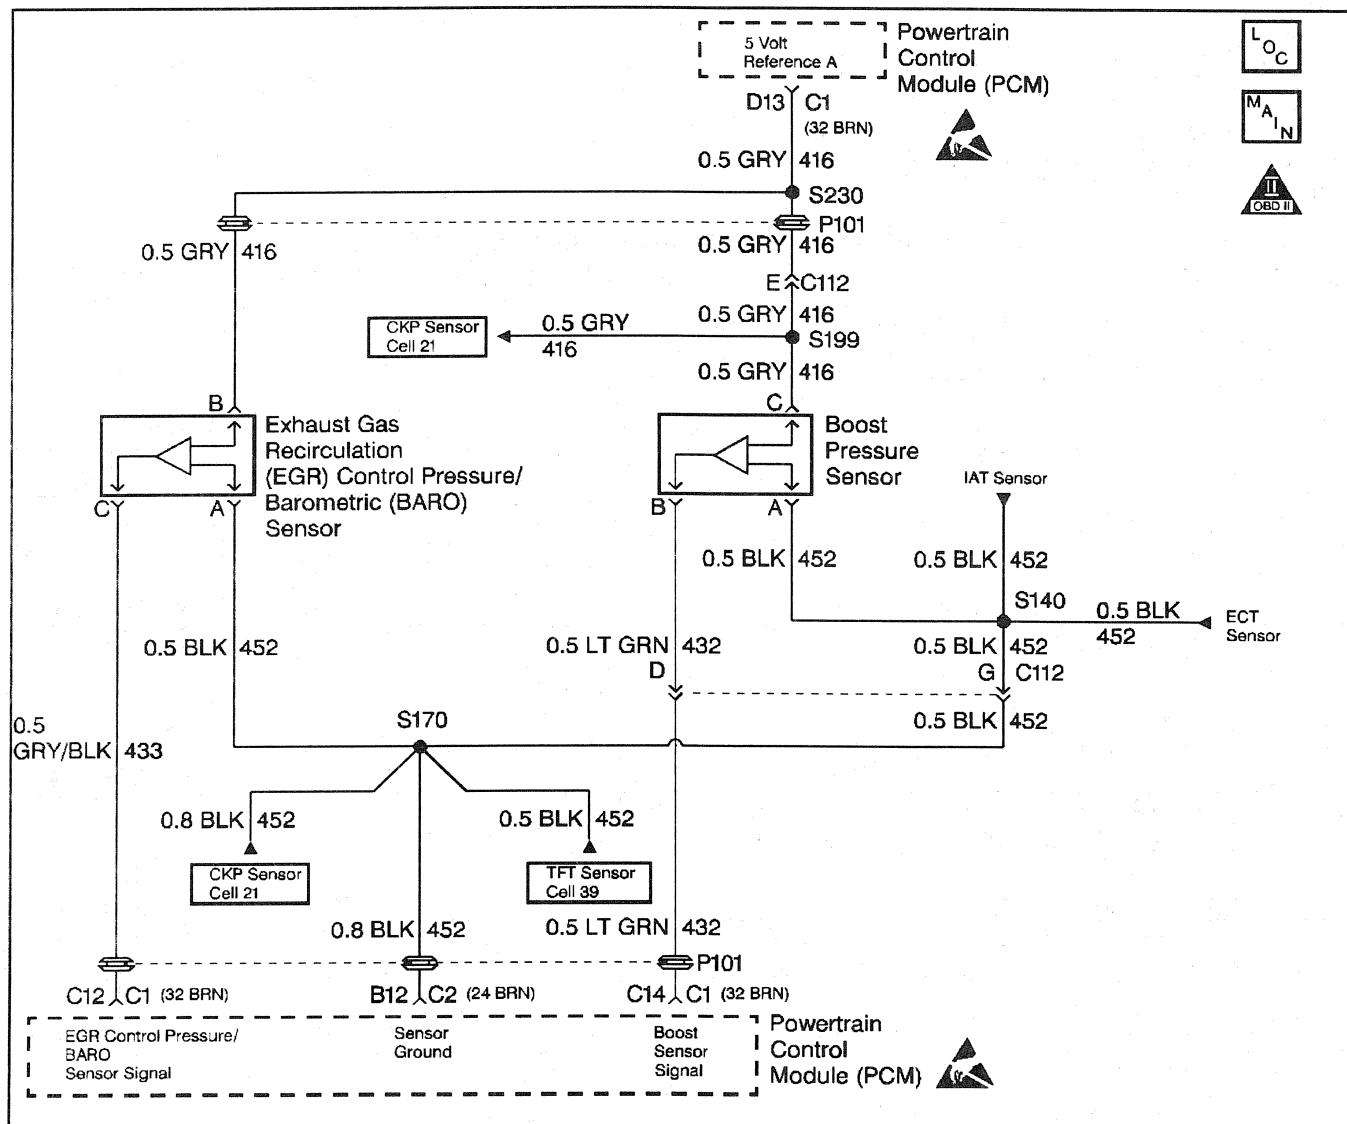 5 Volt
Reference A
Powertrain
Control
Module (PCM)
LOC
MAIN
II
OBD II
D13 C1
(32 BRN)
0.5 GRY 416
S230
P101
0.5 GRY 416
0.5 GRY 416
E C112
0.5 GRY 416
CKP Sensor
Cell 21
0.5 GRY
416
S199
0.5 GRY 416
B
Exhaust Gas
Recirculation
(EGR) Control Pressure/
Barometric (BARO)
Sensor
C
Boost
Pressure
Sensor
C A
B A
IAT Sensor
0.5 BLK 452
0.5 BLK 452
S140
0.5 BLK
452
ECT
Sensor
0.5 BLK 452
0.5 LT GRN 432
D
0.5 BLK 452
G C112
0.5 BLK 452
0.5
GRY/BLK 433
S170
0.8 BLK 452
0.5 BLK 452
CKP Sensor
Cell 21
TFT Sensor
Cell 39
0.8 BLK 452
0.5 LT GRN 432
P101
C12 C1 (32 BRN)
B12 C2 (24 BRN)
C14 C1 (32 BRN)
EGR Control Pressure/
BARO
Sensor Signal
Sensor
Ground
Boost
Sensor
Signal
Powertrain
Control
Module (PCM)